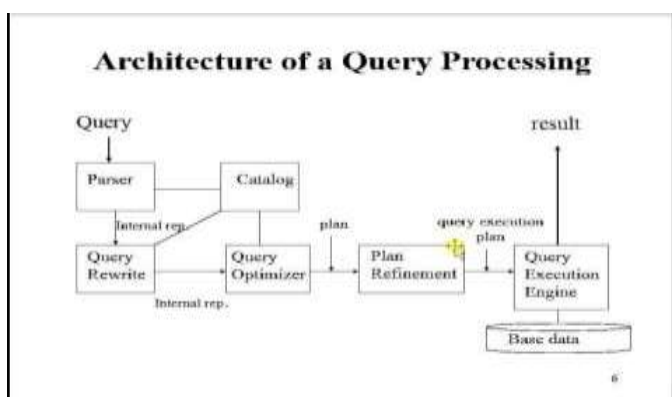 Architecture of a Query Processing
Query
result
Parser
Catalog
Internal rep.
plan
query execution
plan
Query
Rewrite
Query
Optimizer
Plan
Refinement
Query
Execution
Engine
Internal rep.
Base data
6